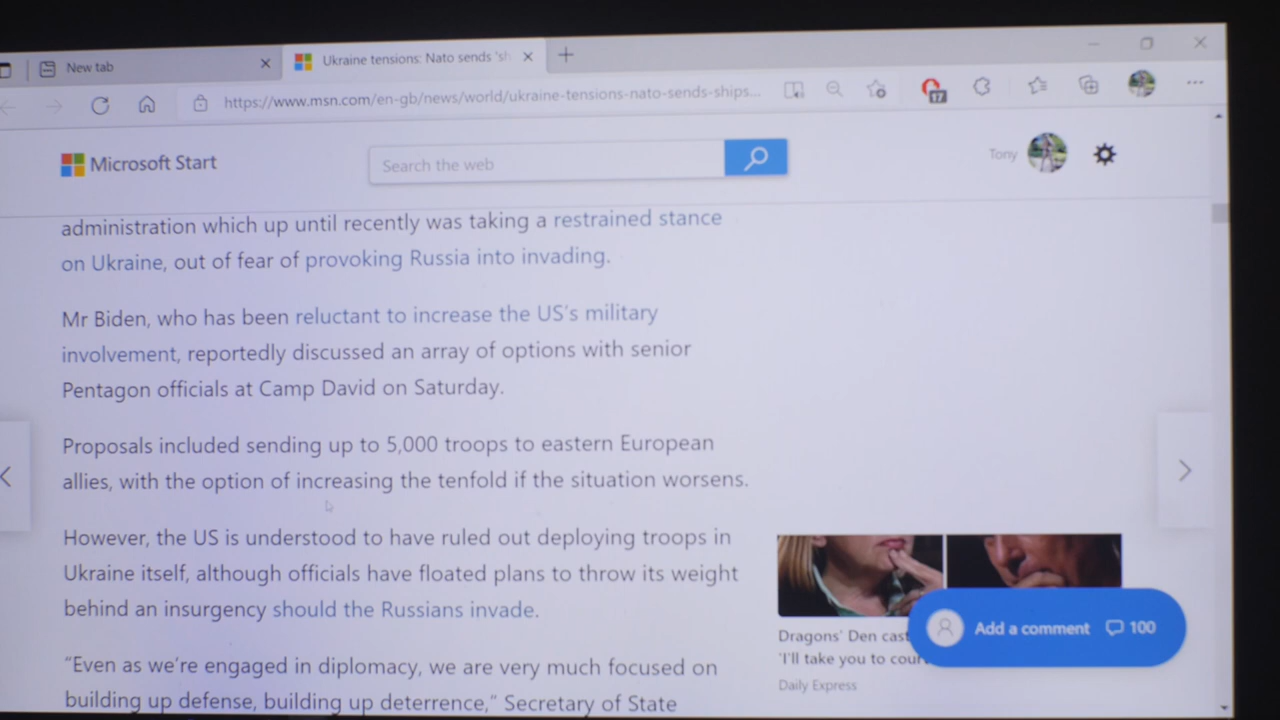 New tab
Ukraine tensions: Nato sends 'sh
https://www.msn.com/en-gb/news/world/ukraine-tensions-nato-sends-ships...
17
Microsoft Start
Search the web
Tony
administration which up until recently was taking a restrained stance
on Ukraine, out of fear of provoking Russia into invading.
Mr Biden, who has been reluctant to increase the US's military
involvement, reportedly discussed an array of options with senior
Pentagon officials at Camp David on Saturday.
Proposals included sending up to 5,000 troops to eastern European
allies, with the option of increasing the tenfold if the situation worsens.
However, the US is understood to have ruled out deploying troops in
Ukraine itself, although officials have floated plans to throw its weight
behind an insurgency should the Russians invade.
"Even as we're engaged in diplomacy, we are very much focused on
building up defense, building up deterrence," Secretary of State
Dragons' Den cast
'I'll take you to cour
Daily Express
Add a comment 100